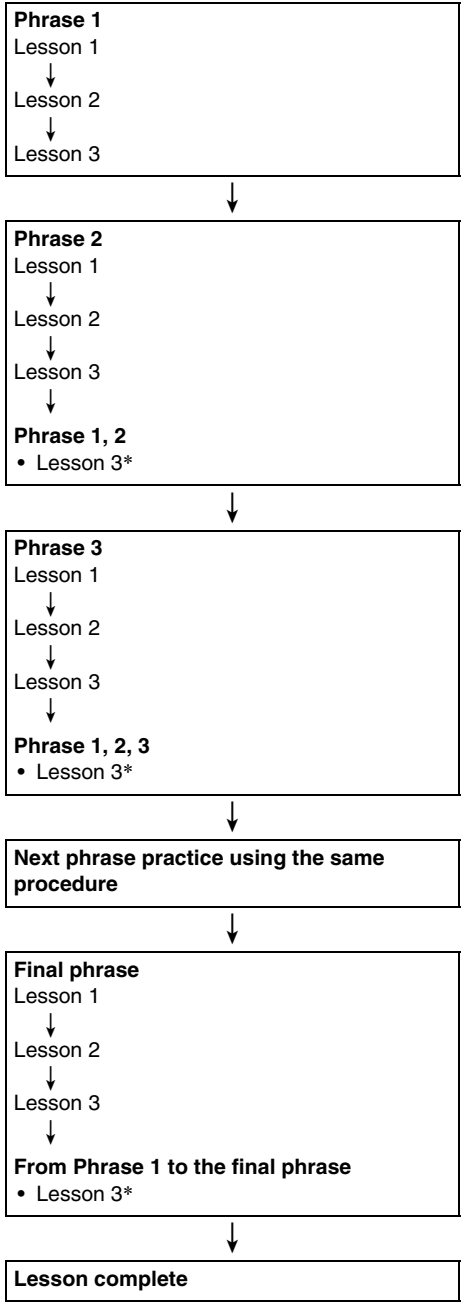 Phrase 1
Lesson 1
Lesson 2
Lesson 3
Phrase 2
Lesson 1
Lesson 2
Lesson 3
Phrase 1, 2
• Lesson 3*
Phrase 3
Lesson 1
Lesson 2
Lesson 3
Phrase 1, 2, 3
• Lesson 3*
Next phrase practice using the same
procedure
Final phrase
Lesson 1
Lesson 2
Lesson 3
From Phrase 1 to the final phrase
• Lesson 3*
Lesson complete